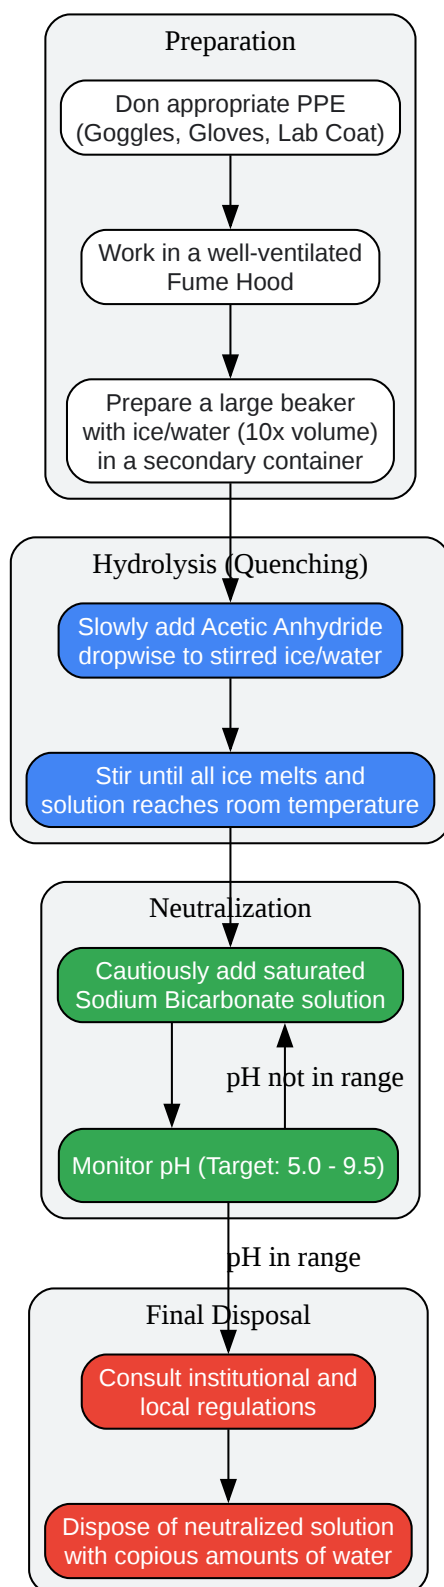 Preparation
Don appropriate PPE
(Goggles, Gloves, Lab Coat)
Work in a well-ventilated
Fume Hood
Prepare a large beaker
with ice/water (10x volume)
in a secondary container
Hydrolysis (Quenching)
Slowly add Acetic Anhydride
dropwise to stirred ice/water
Stir until all ice melts and
solution reaches room temperature
Neutralization
Cautiously add saturated
Sodium Bicarbonate solution
pH not in range
Monitor pH (Target: 5.0 - 9.5)
pH in range
Final Disposal
Consult institutional and
local regulations
Dispose of neutralized solution
with copious amounts of water